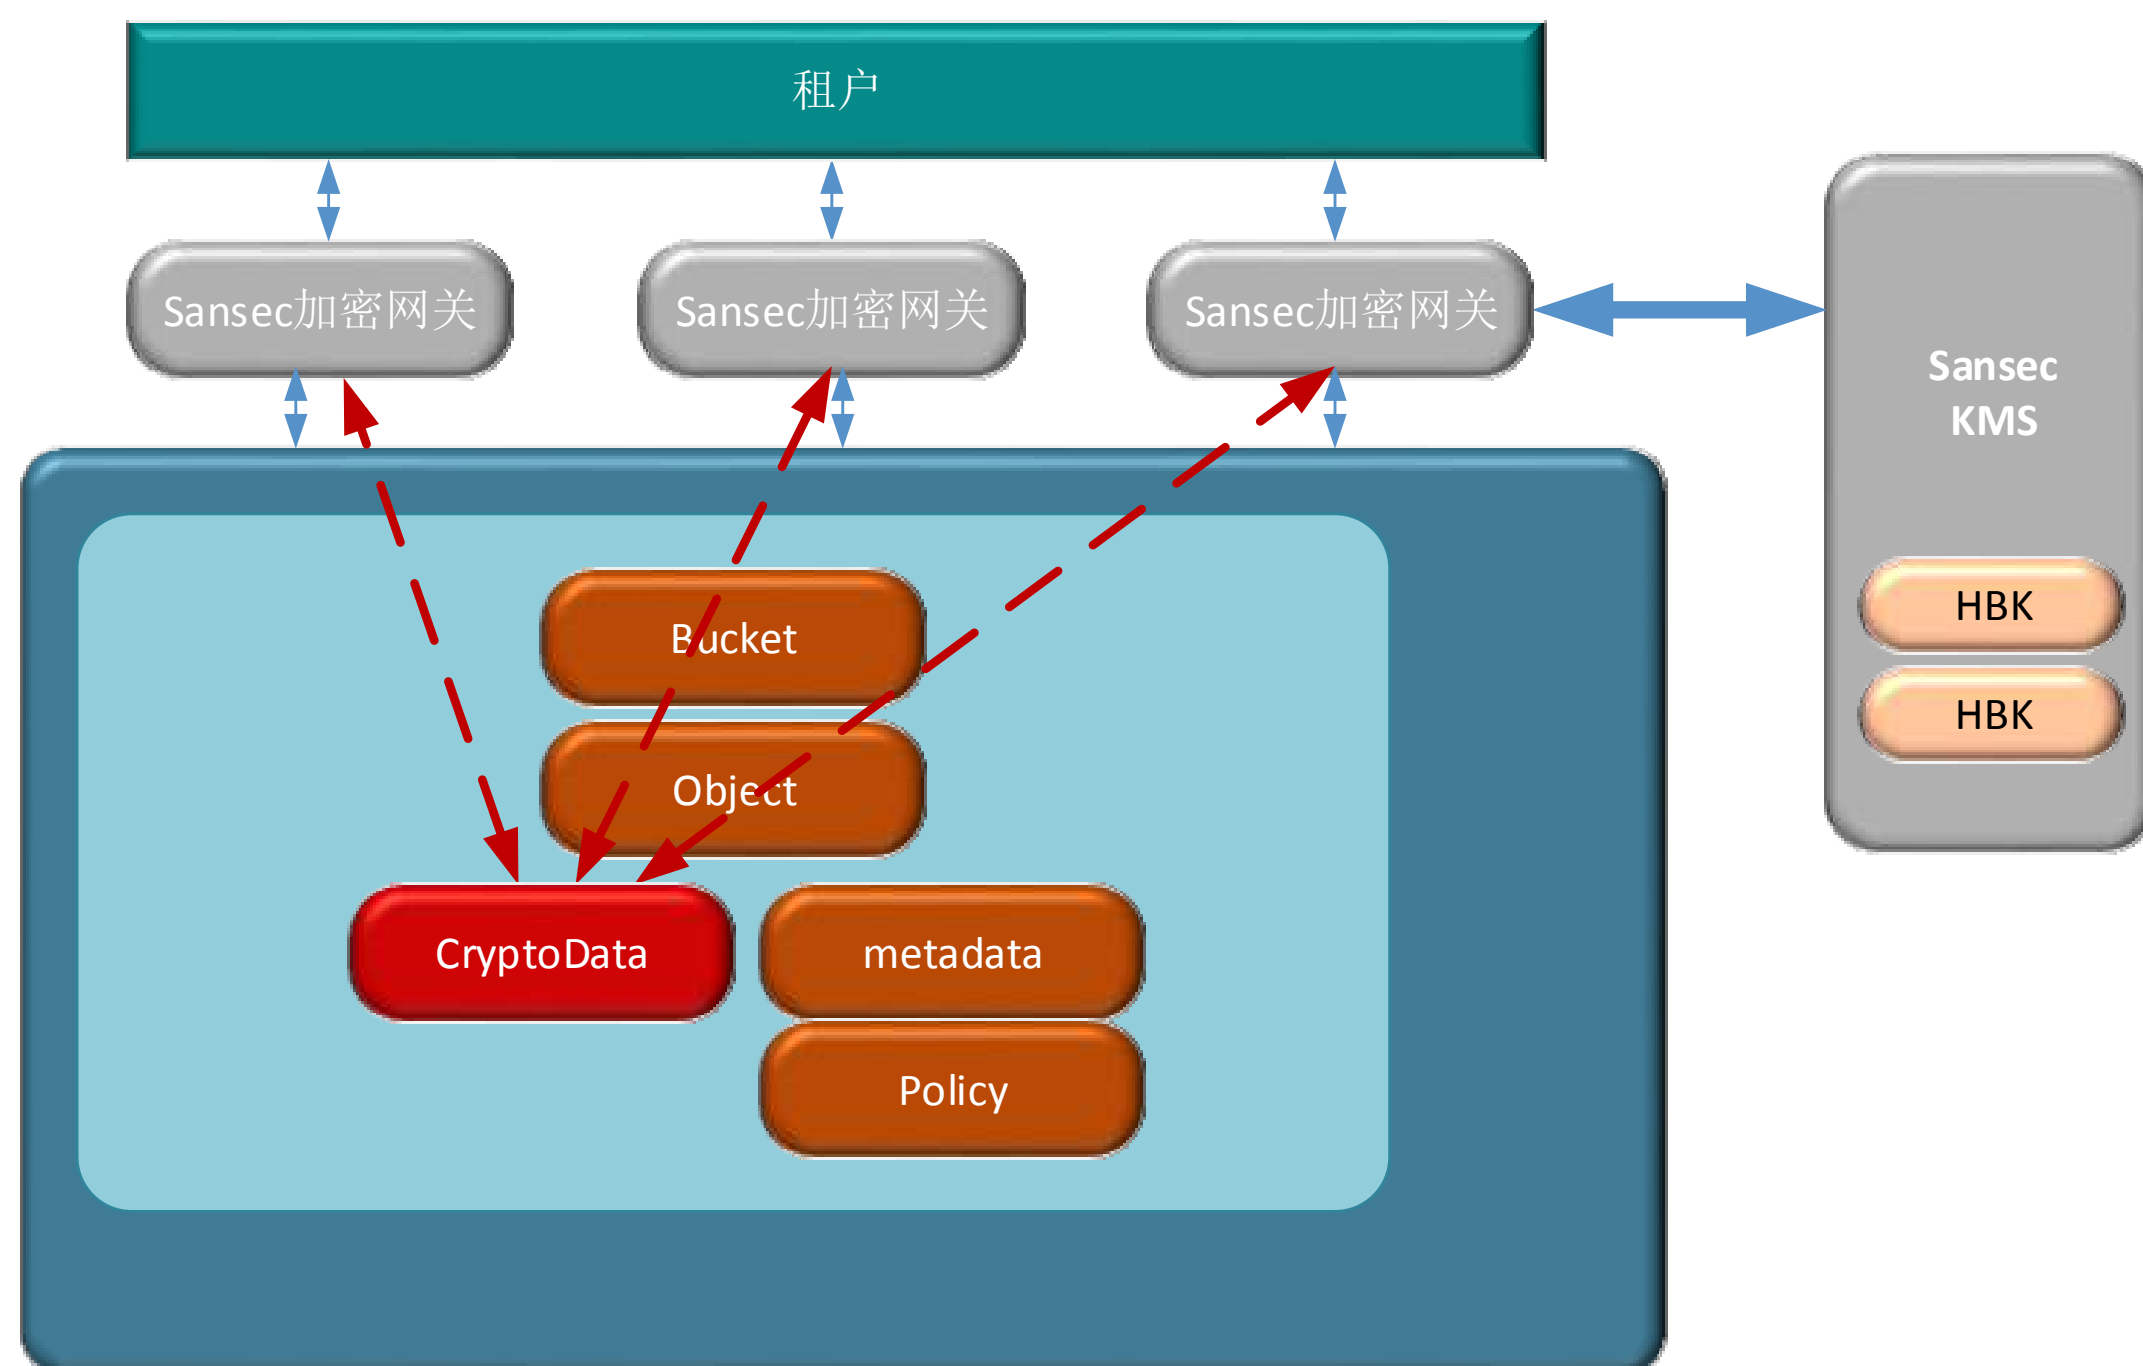 租户
Sansec加密网关
Sansec加密网关
Sansec加密网关
Sansec
KMS
HBK
HBK
Bucket
Object
CryptoData
metadata
Policy